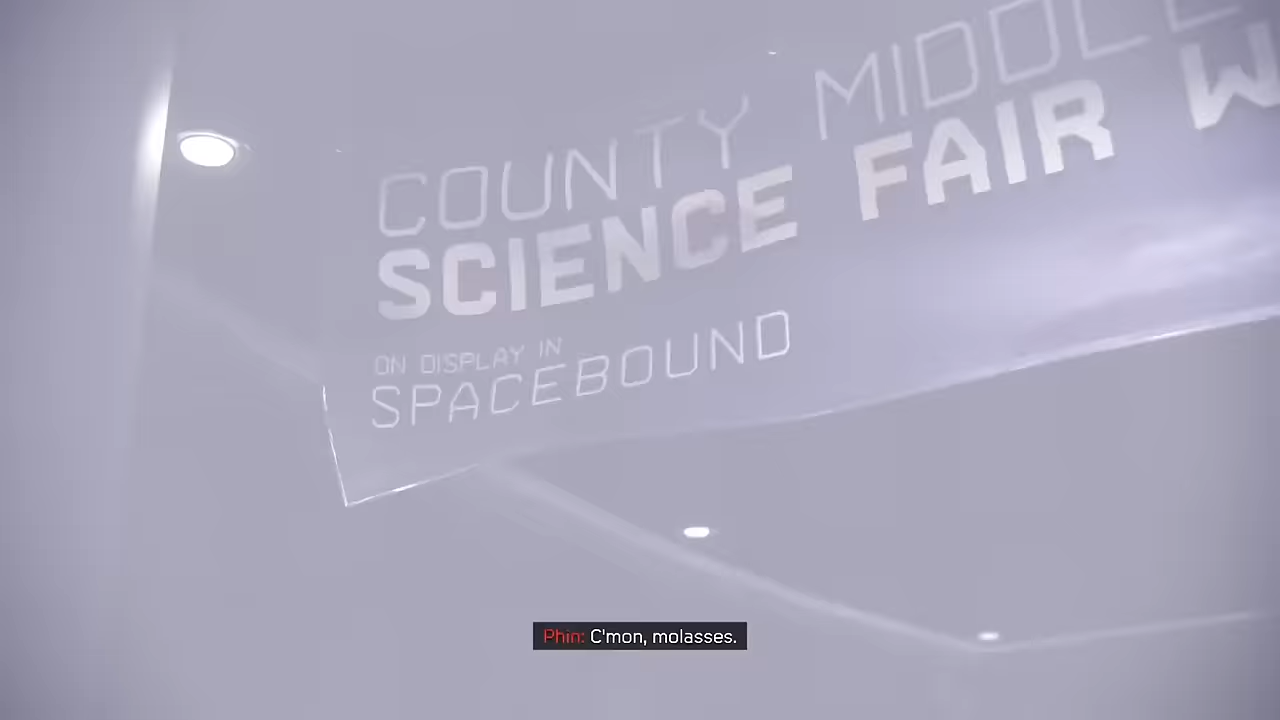 COUNTY MIDDLE
SCIENCE FAIR W
ON DISPLAY IN
SPACEBOUND
Phin: C'mon, molasses.